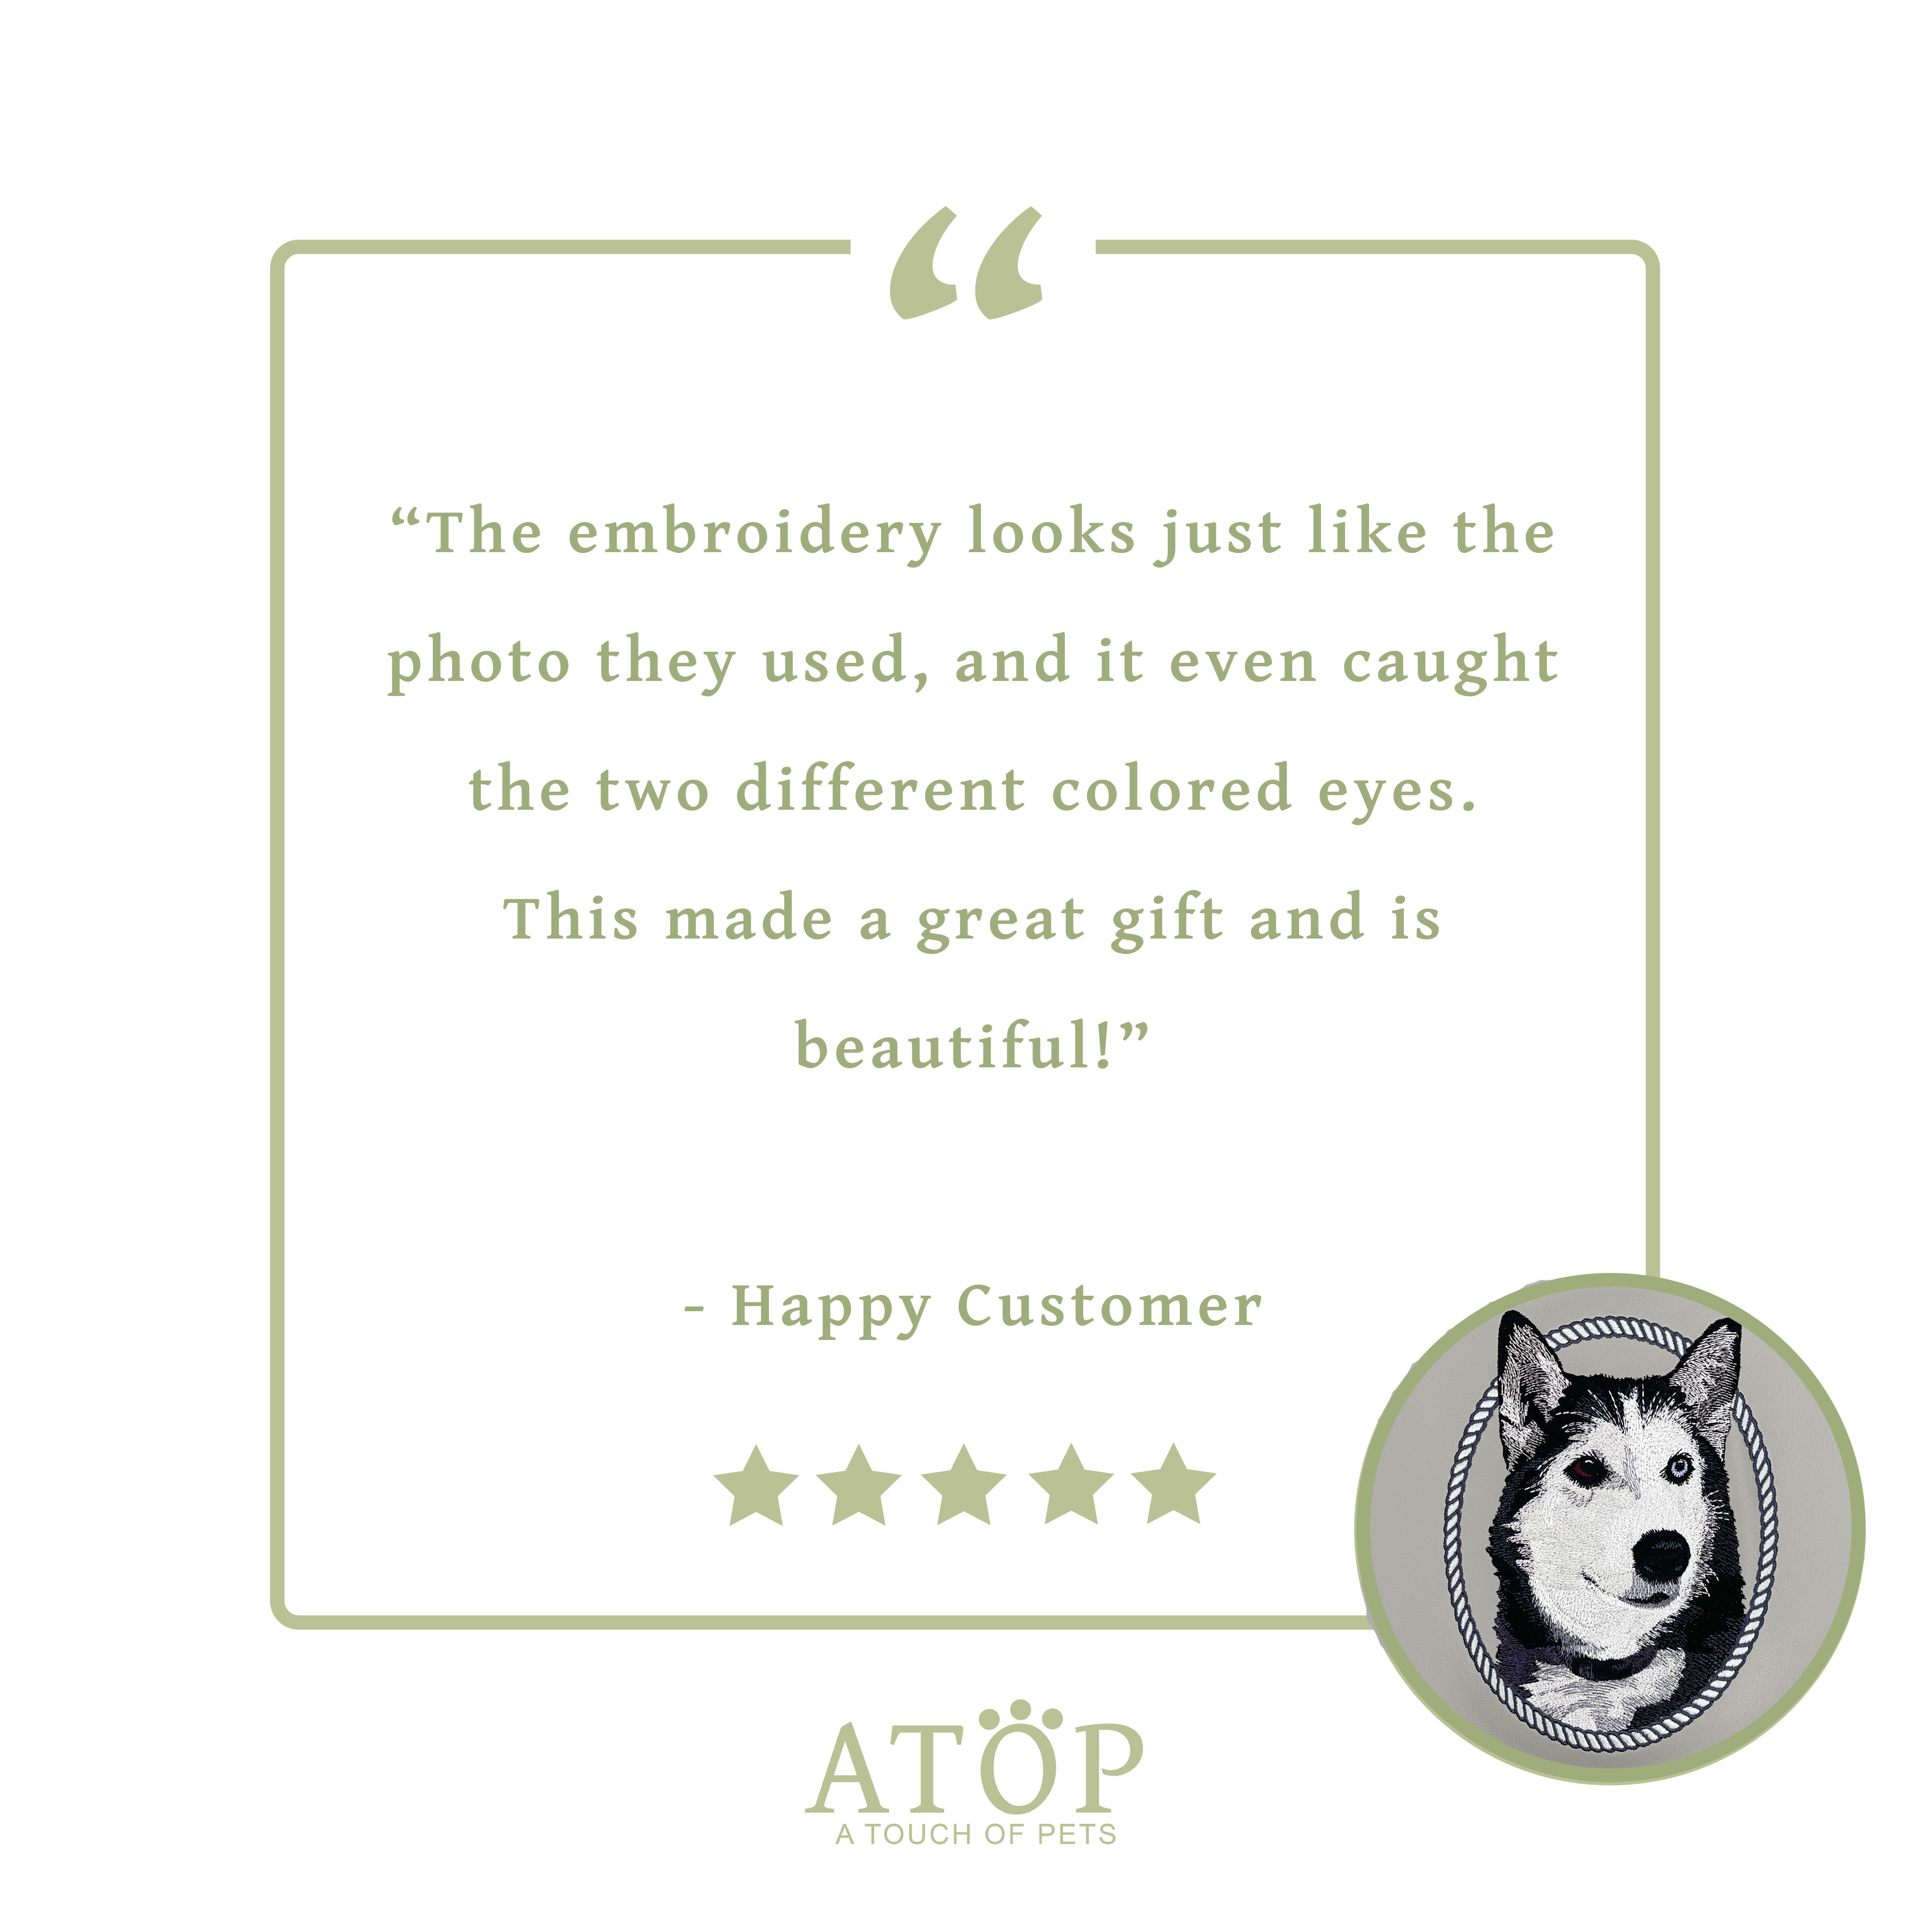 “
“The embroidery looks just like the
photo they used, and it even caught
the two different colored eyes.
This made a great gift and is
beautiful!”
- Happy Customer
ATOP
A TOUCH OF PETS